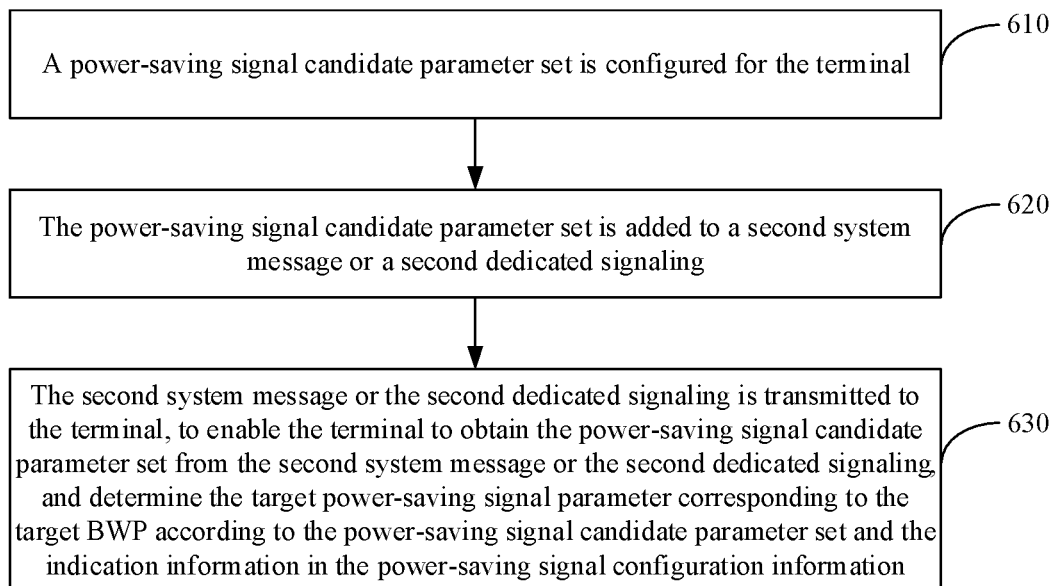 A power-saving signal candidate parameter set is configured for the terminal
610
The power-saving signal candidate parameter set is added to a second system
message or a second dedicated signaling
620
The second system message or the second dedicated signaling is transmitted to
the terminal, to enable the terminal to obtain the power-saving signal candidate
parameter set from the second system message or the second dedicated signaling,
and determine the target power-saving signal parameter corresponding to the
target BWP according to the power-saving signal candidate parameter set and the
indication information in the power-saving signal configuration information
630